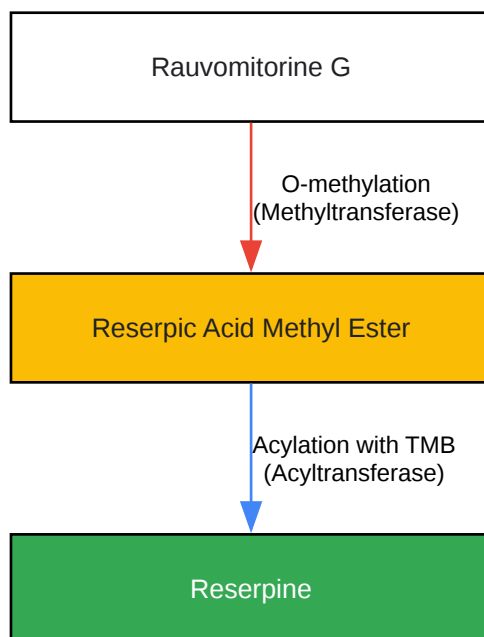 Rauvomitorine G
O-methylation
(Methyltransferase)
Reserpic Acid Methyl Ester
Acylation with TMB
(Acyltransferase)
Reserpine